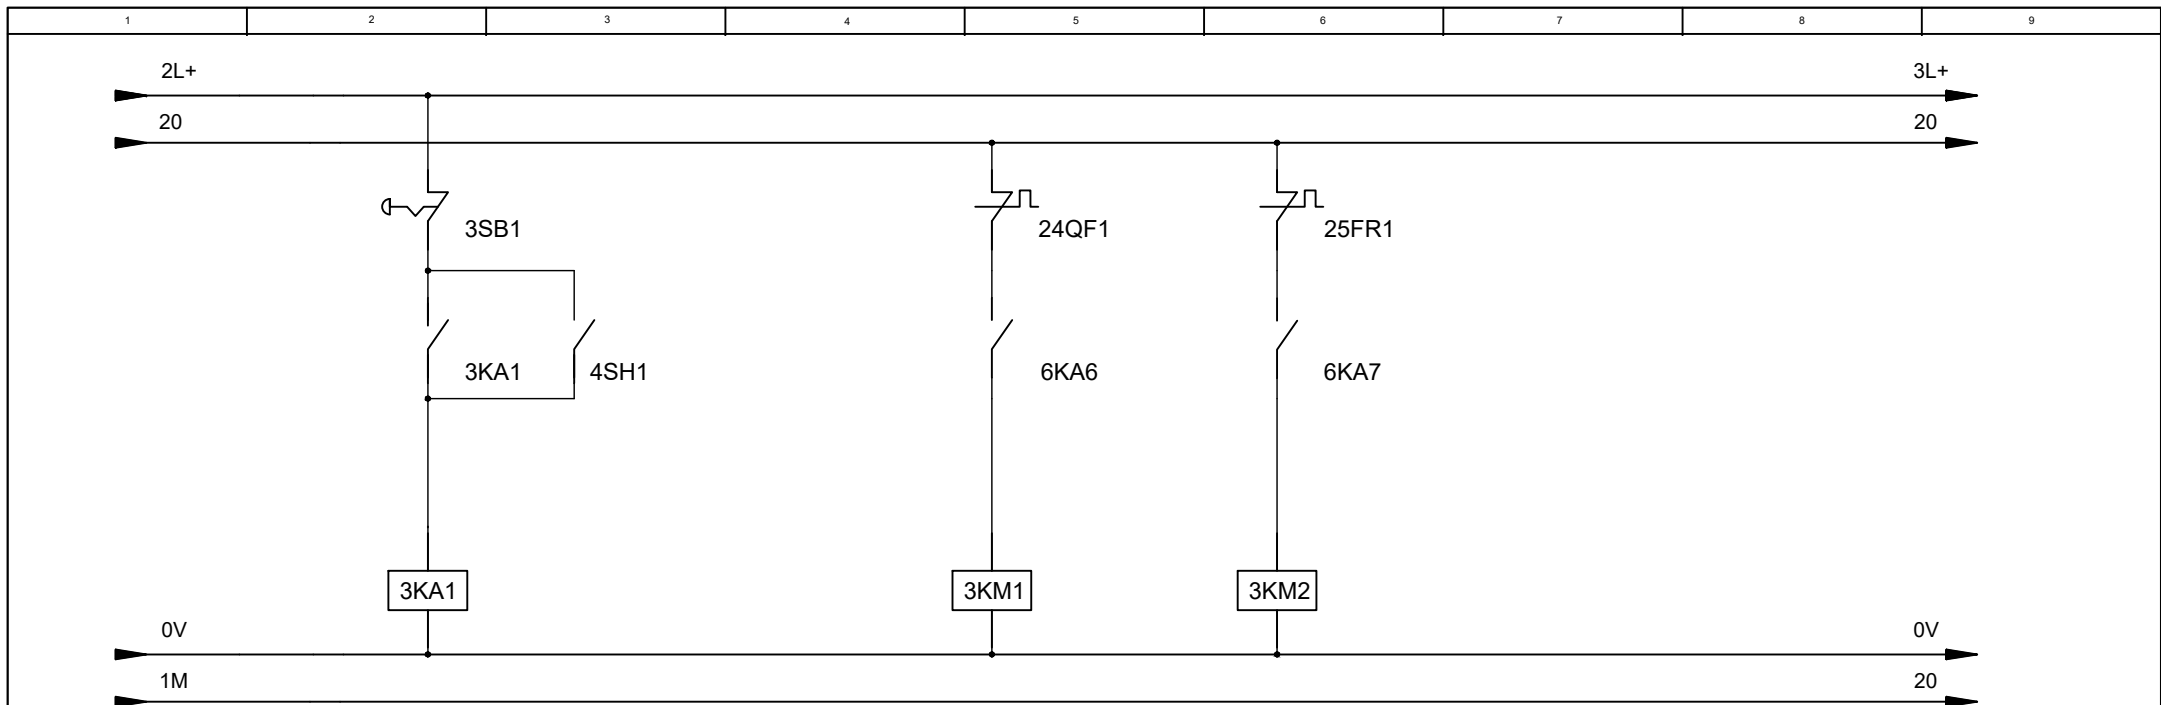 1 2 3 4 5 6 7 8 9
2L+ 3L+
20 20
3SB1 24QF1 25FR1
3KA1 4SH1 6KA6 6KA7
3KA1 3KM1 3KM2
0V 0V
1M 20